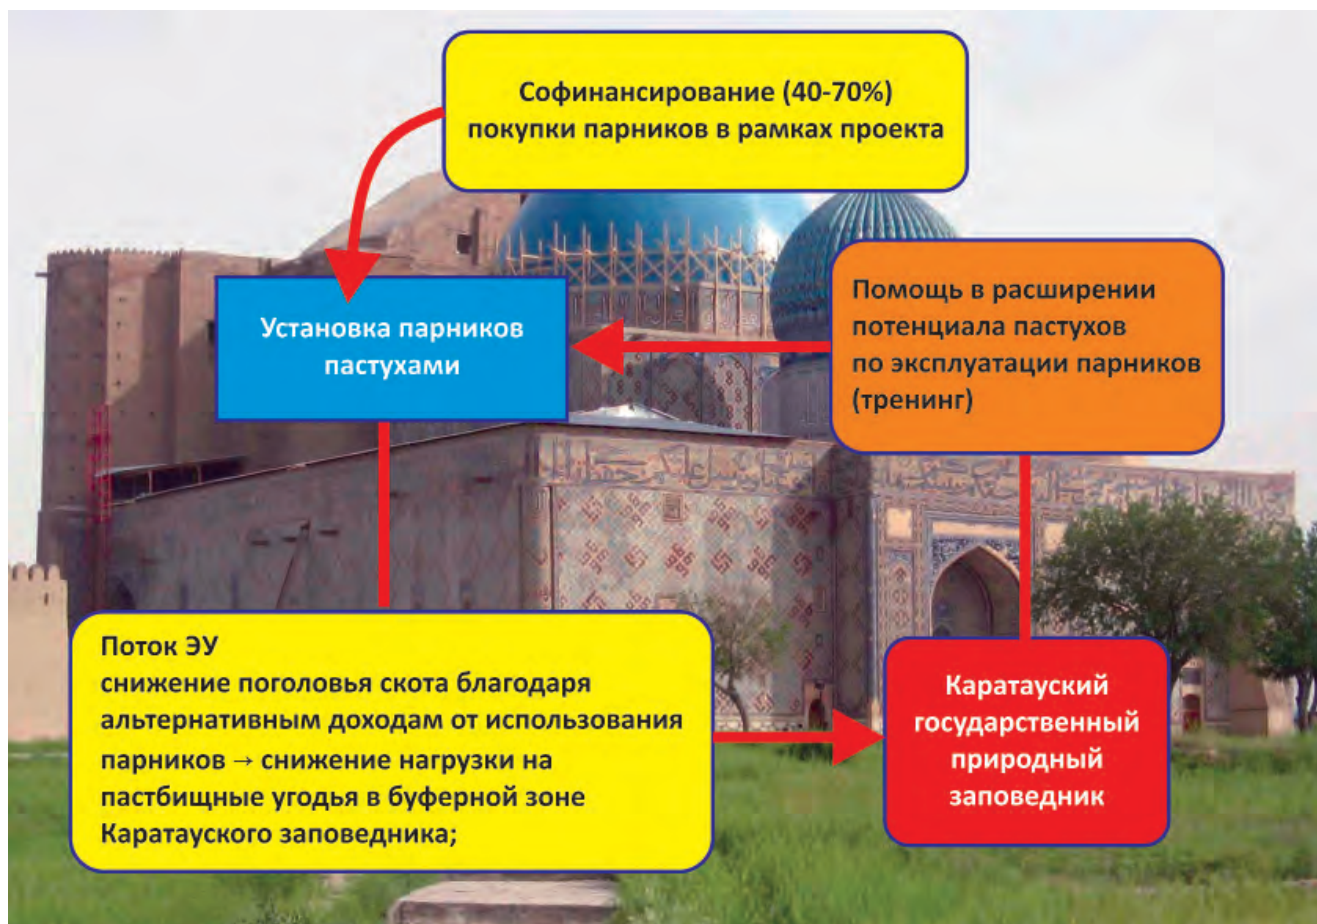 Софинансирование (40-70%)
покупки парников в рамках проекта
Установка парников
пастухами
Помощь в расширении
потенциала пастухов
по эксплуатации парников
(тренинг)
Поток ЭУ
снижение поголовья скота благодаря
альтернативным доходам от использования
парников → снижение нагрузки на
пастбищные угодья в буферной зоне
Каратауского заповедника;
Каратауский
государственный
природный
заповедник